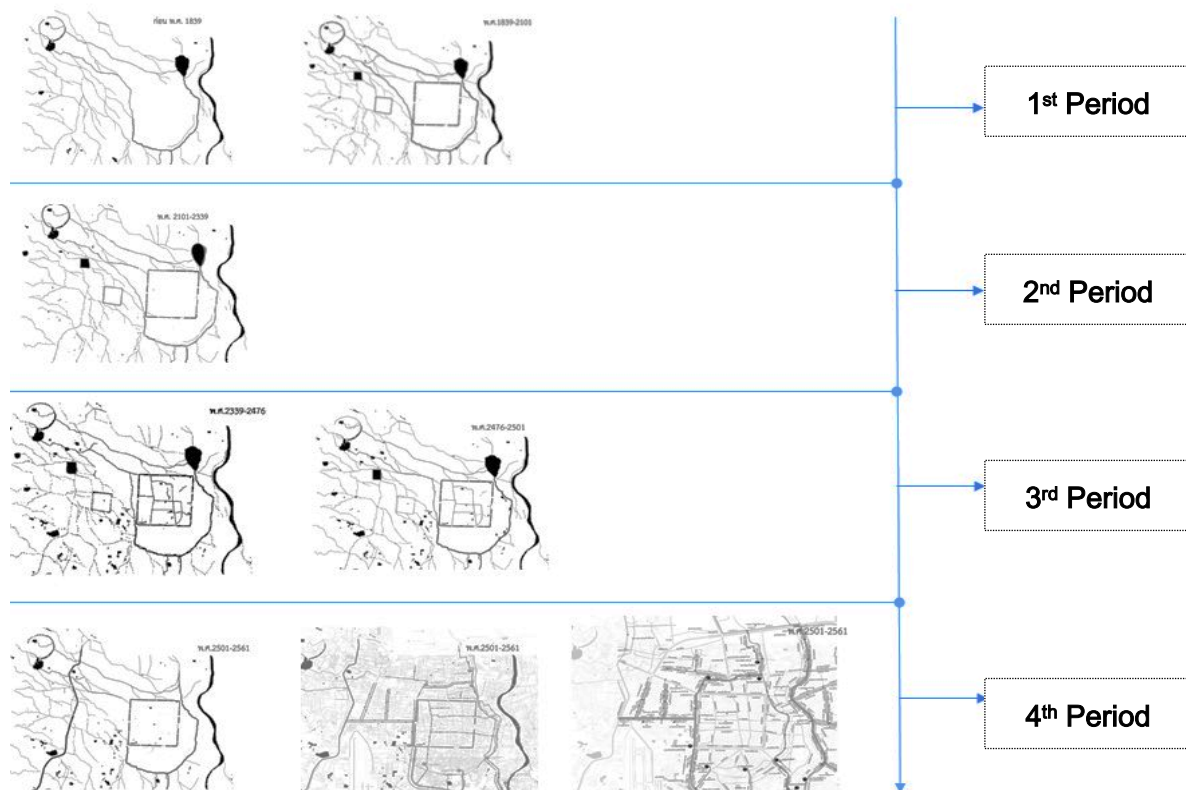 ก่อน พ.ศ. 1839
พ.ศ.1839-2101
1st Period
พ.ศ. 2101-2339
2nd Period
พ.ศ.2339-2476
พ.ศ.2476-2501
3rd Period
พ.ศ.2501-2561
พ.ศ.2501-2561
พ.ศ.2501-2561
4th Period